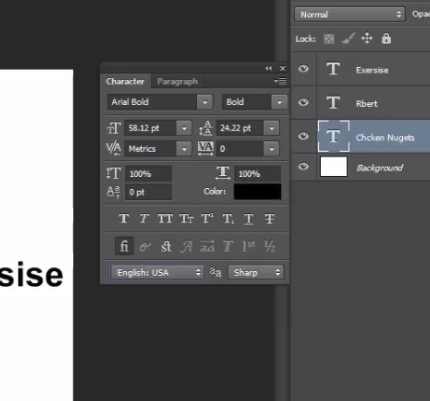 Normal Opac
Lock:
Character Paragraph
Exersise
Arial Bold Bold
Rbert
58.12 pt 24.22 pt
Metrics 0
Chcken Nugets
100% 100%
Background
0 pt Color:
T T TT Tt T¹ T₁ T T
fi st A ad T 1st ½
sise
English: USA aa Sharp